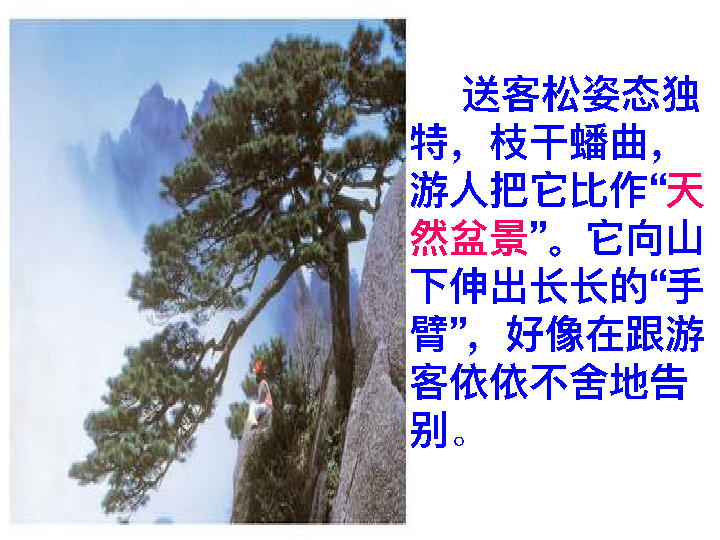 送客松姿态独
特，枝干蟠曲，
游人把它比作“天
然盆景”。它向山
下伸出长长的“手
臂”，好像在跟游
客依依不舍地告
别。